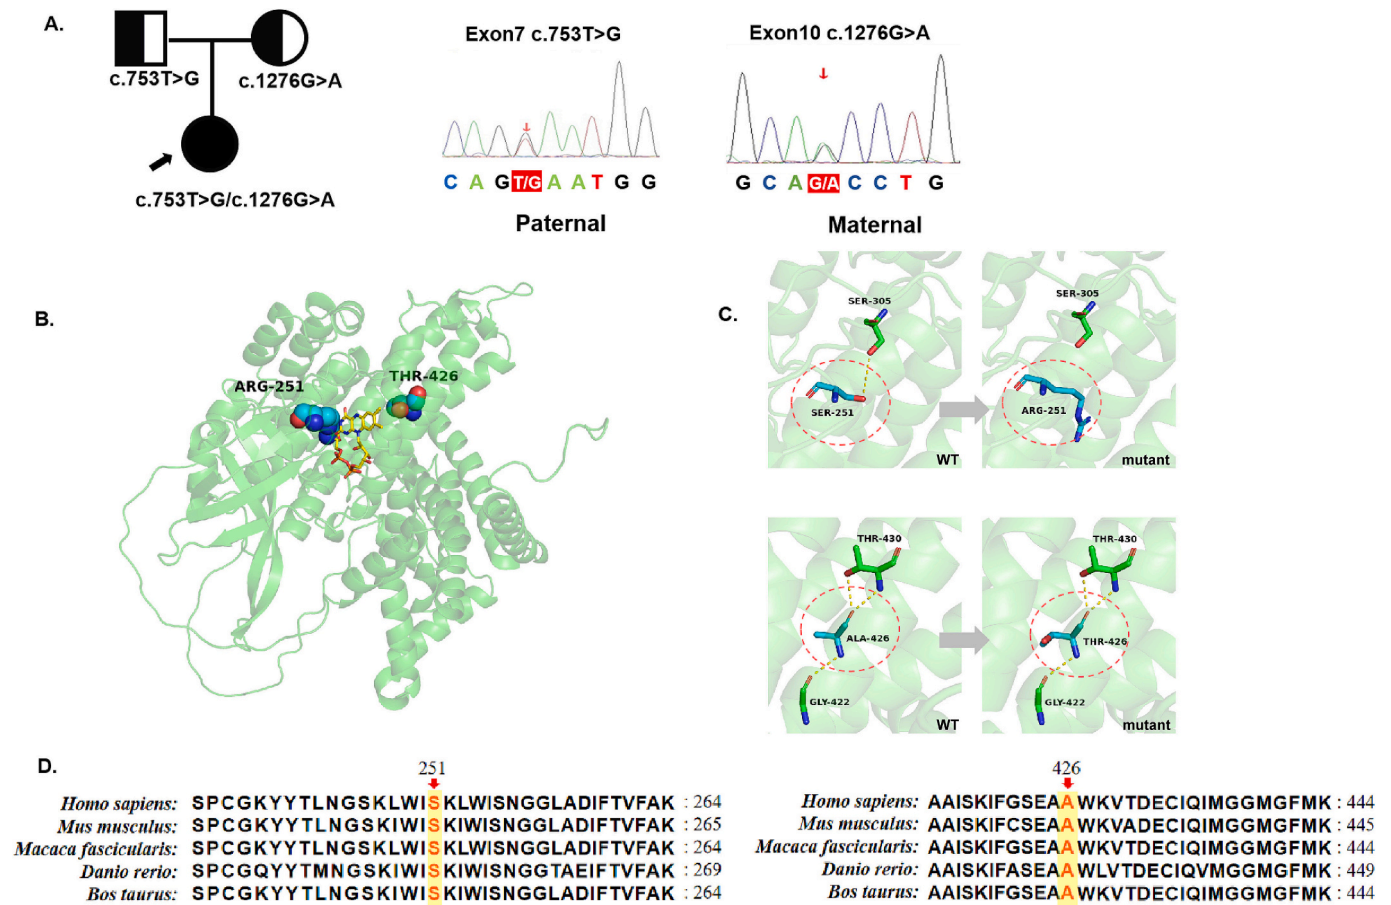 A.
c.753T>G
c.1276G>A
c.753T>G/c.1276G>A
Exon7 c.753T>G
C A G T/G A A T G G
Paternal
Exon10 c.1276G>A
G C A G/A C C T G
Maternal
B.
ARG-251
THR-426
C.
SER-305
SER-251
WT
SER-305
ARG-251
mutant
THR-430
ALA-426
GLY-422
WT
THR-430
THR-426
GLY-422
mutant
D.
251
Homo sapiens: SPCGKYYTLNGSKLWISKLWISNGGLADIFTVFAK : 264
Mus musculus: SPCGKYYTLNGSKIWISKIWISNGGLADIFTVFAK : 265
Macaca fascicularis: SPCGKYYTLNGSKIWISKIWISNGGLADIFTVFAK : 264
Danio rerio: SPCGQYYTMNGSKIWISKIWISNGGTAEIFTVFAK : 269
Bos taurus: SPCGKYYTLNGSKIWISKIWISNGGLADIFTVFAK : 264
426
Homo sapiens: AAISKIFGSEAAWKVTDECIQIMGGMGFMK : 444
Mus musculus: AAISKIFCSEAAWKVADECIQIMGGMGFMK : 445
Macaca fascicularis: AAISKIFGSEAAWKVTDECIQIMGGMGFMK : 444
Danio rerio: AAISKIFASEAAWLVTDECIQVMGGMGFMK : 449
Bos taurus: AAISKIFGSEAAWKVTDECIQIMGGMGFMK : 444